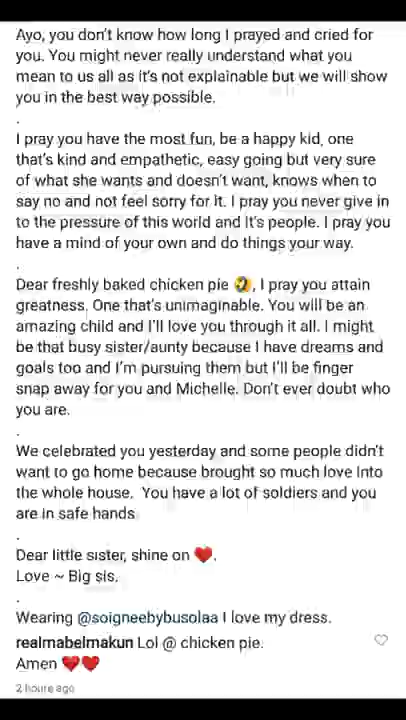 Ayo, you don't know how long I prayed and cried for
you. You might never really understand what you
mean to us all as it's not explainable but we will show
you in the best way possible.
.
I pray you have the most fun, be a happy kid, one
that's kind and empathetic, easy going but very sure
of what she wants and doesn't want, knows when to
say no and not feel sorry for it. I pray you never give in
to the pressure of this world and it's people. I pray you
have a mind of your own and do things your way.
.
Dear freshly baked chicken pie 🤣, I pray you attain
greatness. One that's unimaginable. You will be an
amazing child and I'll love you through it all. I might
be that busy sister/aunty because I have dreams and
goals too and I'm pursuing them but I'll be finger
snap away for you and Michelle. Don't ever doubt who
you are.
.
We celebrated you yesterday and some people didn't
want to go home because brought so much love into
the whole house.  You have a lot of soldiers and you
are in safe hands
.
Dear little sister, shine on ❤️.
Love ~ Big sis.
.
Wearing @soigneebybusolaa I love my dress.
realmabelmakun Lol @ chicken pie.
Amen ❤️❤️
2 hours ago